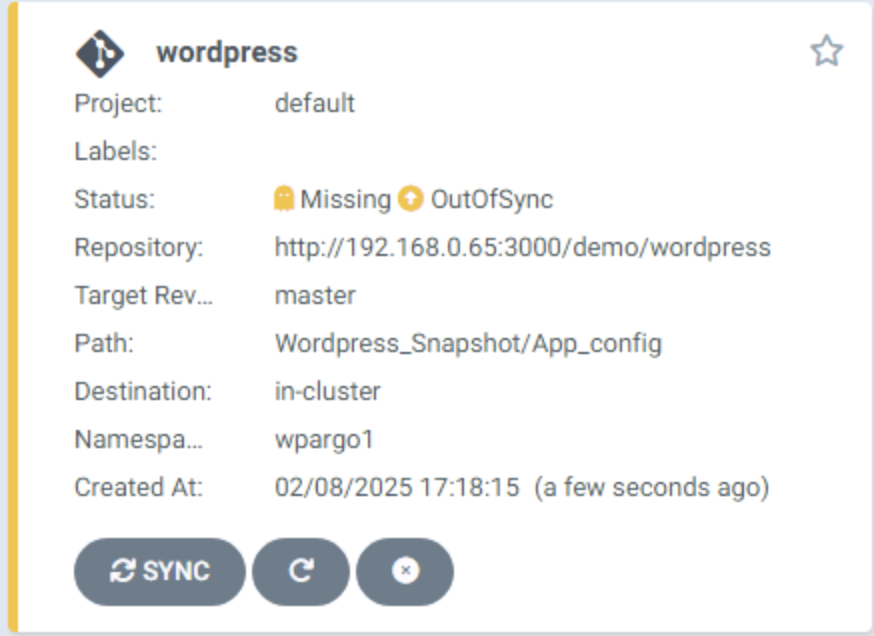 wordpress
Project: default
Labels:
Status: Missing OutOfSync
Repository: http://192.168.0.65:3000/demo/wordpress
Target Rev... master
Path: Wordpress_Snapshot/App_config
Destination: in-cluster
Namespa... wpargo1
Created At: 02/08/2025 17:18:15 (a few seconds ago)
SYNC